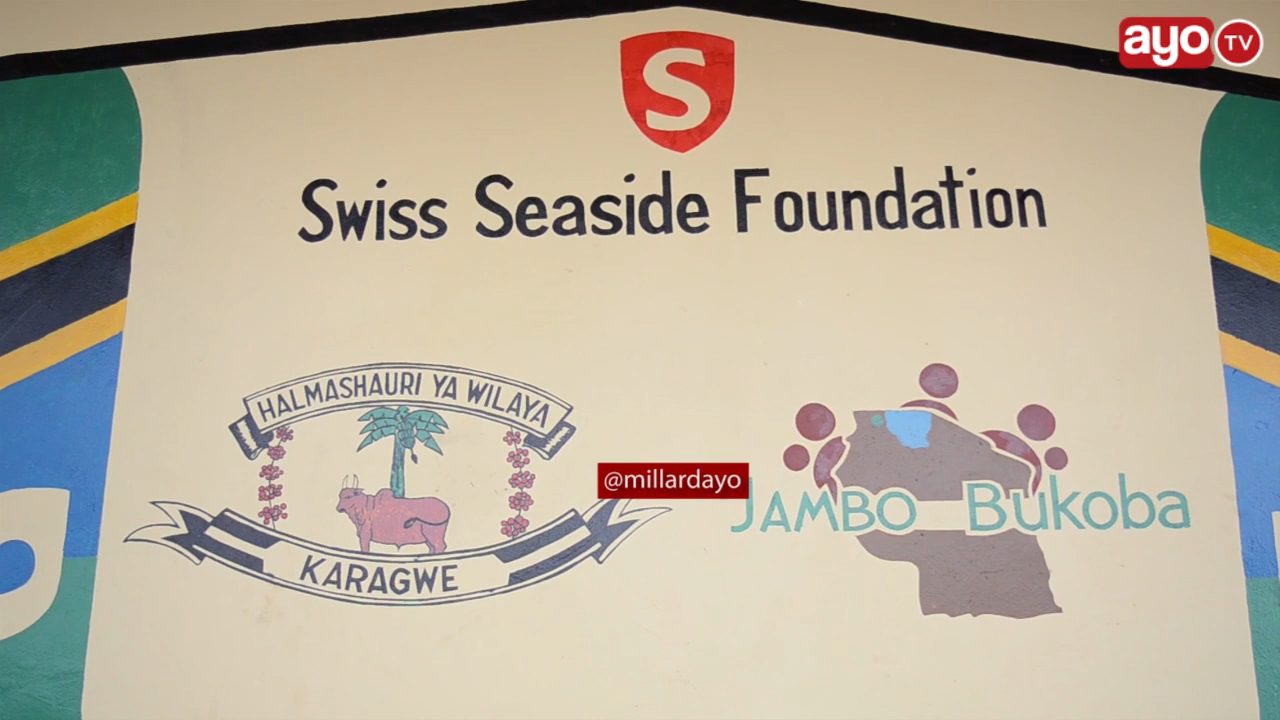 ayo TV
S
Swiss Seaside Foundation
HALMASHAURI YA WILAYA
KARAGWE
@millardayo
JAMBO BUKOBA